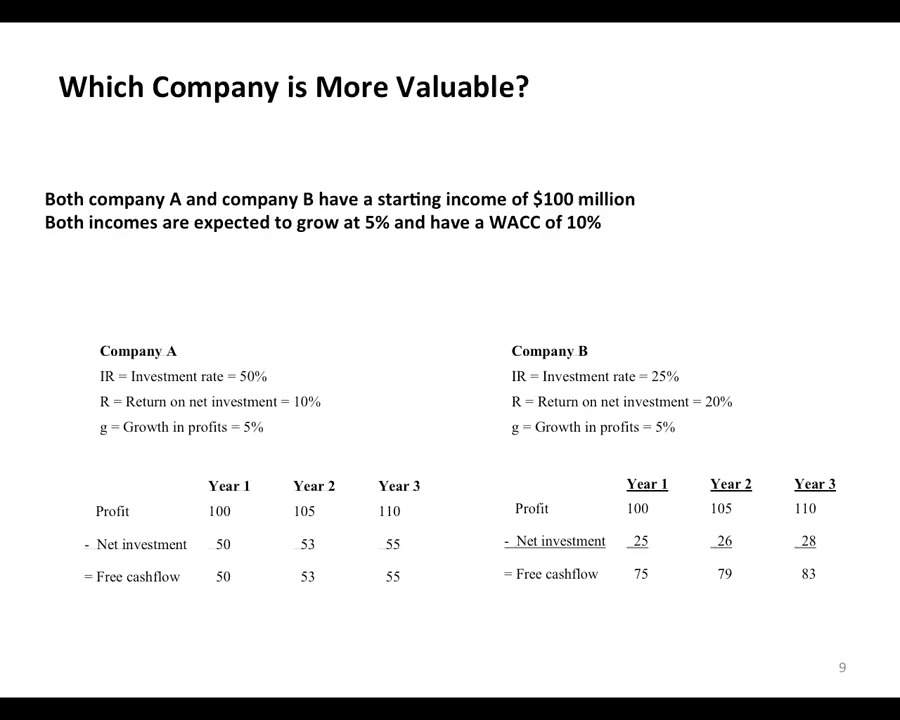 Which Company is More Valuable?
Both company A and company B have a starting income of $100 million
Both incomes are expected to grow at 5% and have a WACC of 10%
Company A
IR = Investment rate = 50%
R = Return on net investment = 10%
g = Growth in profits = 5%
Year 1 Year 2 Year 3
Profit 100 105 110
- Net investment 50 53 55
= Free cashflow 50 53 55
Company B
IR = Investment rate = 25%
R = Return on net investment = 20%
g = Growth in profits = 5%
Year 1 Year 2 Year 3
Profit 100 105 110
- Net investment 25 26 28
= Free cashflow 75 79 83
9